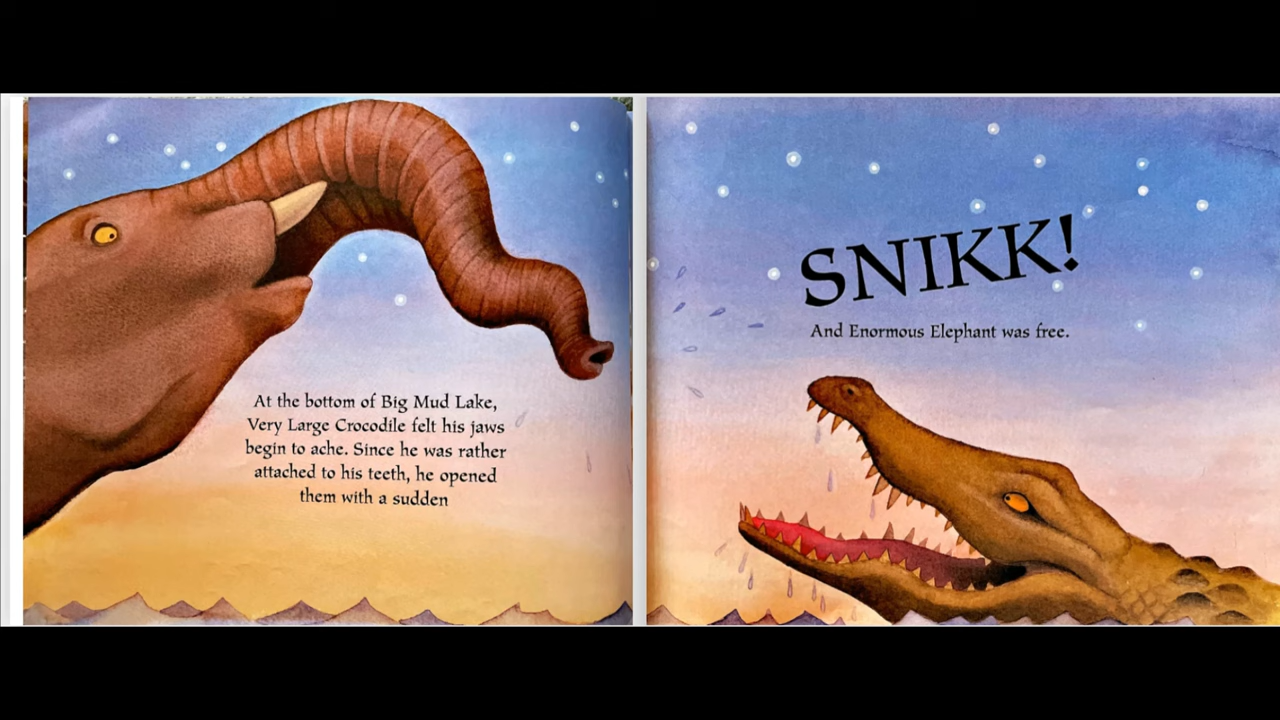 At the bottom of Big Mud Lake,
Very Large Crocodile felt his jaws
begin to ache. Since he was rather
attached to his teeth, he opened
them with a sudden
SNIKK!
And Enormous Elephant was free.